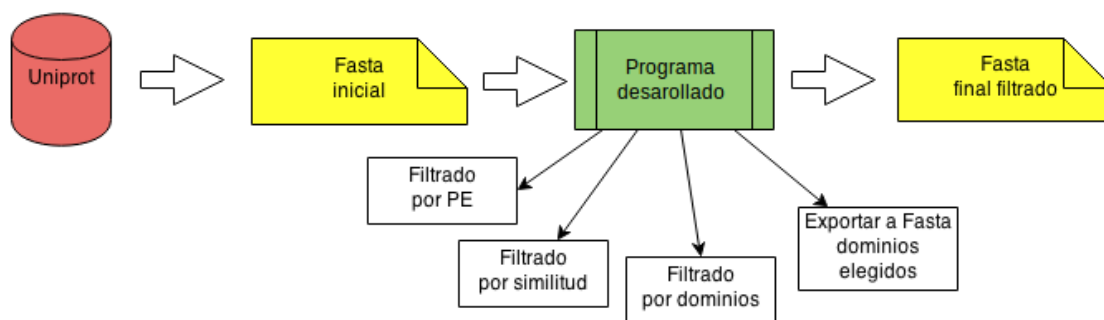 Uniprot
Fasta
inicial
Programa
desarollado
Fasta
final filtrado
Filtrado
por PE
Filtrado
por similitud
Filtrado
por dominios
Exportar a Fasta
dominios
elegidos